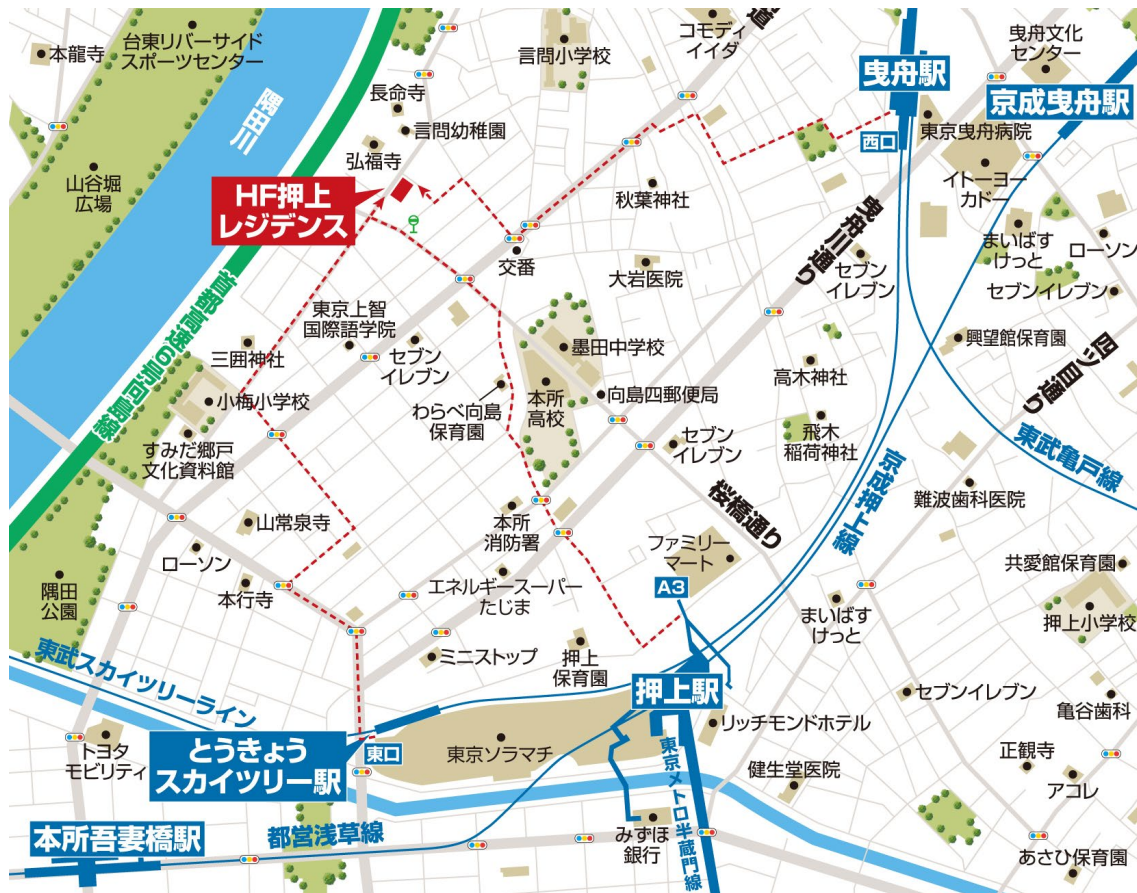 本龍寺
台東リバーサイド
スポーツセンター
隅田川
長命寺
言問幼稚園
弘福寺
言問小学校
コモディ
イイダ
道
曳舟駅
曳舟文化
センター
京成曳舟駅
西口
東京曳舟病院
イトーヨー
カドー
山谷堀
広場
HF押上
レジデンス
秋葉神社
交番
大岩医院
曳舟川通り
セブン
イレブン
まいばす
けっと
ローソン
セブンイレブン
首都高速6号向島線
東京上智
国際語学院
三囲神社
セブン
イレブン
墨田中学校
興望館保育園
四ツ目通り
小梅小学校
わらべ向島
保育園
本所
高校
向島四郵便局
高木神社
すみだ郷戸
文化資料館
セブン
イレブン
飛木
稲荷神社
京成押上線
東武亀戸線
山常泉寺
本所
消防署
桜橋通り
難波歯科医院
ローソン
ファミリー
マート
隅田
公園
本行寺
エネルギースーパー
たじま
A3
共愛館保育園
まいばす
けっと
押上小学校
ミニストップ
押上
保育園
東武スカイツリーライン
押上駅
セブンイレブン
亀谷歯科
トヨタ
モビリティ
とうきょう
スカイツリー駅
東口
東京ソラマチ
リッチモンドホテル
東京メトロ半蔵門線
健生堂医院
正観寺
アコレ
本所吾妻橋駅
都営浅草線
みずほ
銀行
あさひ保育園